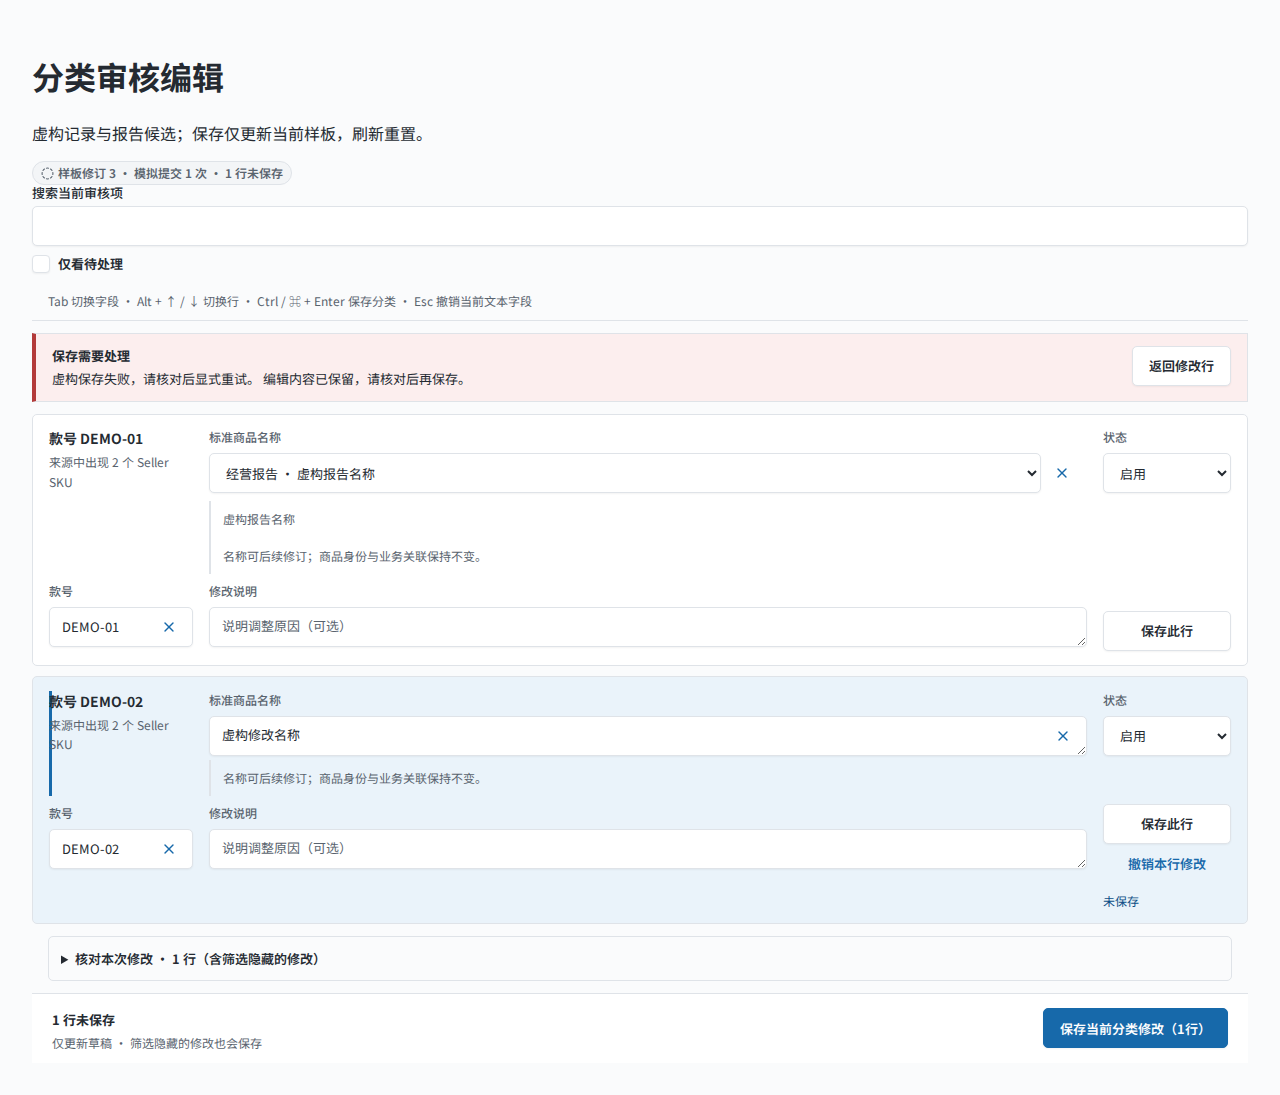 分类审核编辑
虚构记录与报告候选；保存仅更新当前样板，刷新重置。
样板修订 3 • 模拟提交 1 次 • 1 行未保存
搜索当前审核项
仅看待处理
Tab 切换字段 • Alt + ↑ / ↓ 切换行 • Ctrl / ⌘ + Enter 保存分类 • Esc 撤销当前文本字段
保存需要处理
虚构保存失败，请核对后显式重试。 编辑内容已保留，请核对后再保存。
返回修改行
款号 DEMO-01
来源中出现 2 个 Seller
SKU
标准商品名称
经营报告 • 虚构报告名称
状态
启用
虚构报告名称
名称可后续修订；商品身份与业务关联保持不变。
款号
DEMO-01
修改说明
说明调整原因（可选）
保存此行
款号 DEMO-02
来源中出现 2 个 Seller
SKU
标准商品名称
虚构修改名称
状态
启用
名称可后续修订；商品身份与业务关联保持不变。
款号
DEMO-02
修改说明
说明调整原因（可选）
保存此行
撤销本行修改
未保存
核对本次修改 • 1 行（含筛选隐藏的修改）
1 行未保存
仅更新草稿 • 筛选隐藏的修改也会保存
保存当前分类修改（1行）